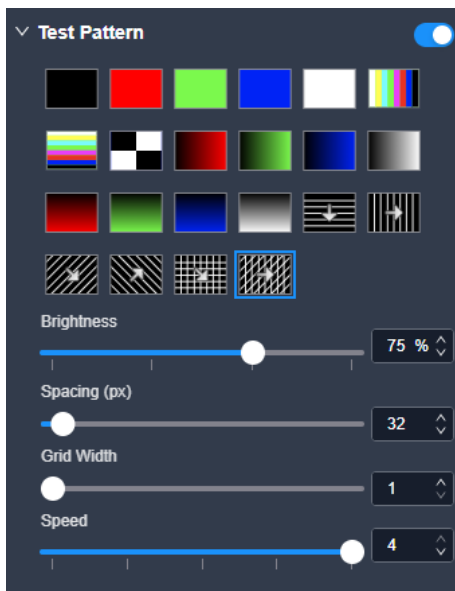 Test Pattern
Brightness
75 %
Spacing (px)
32
Grid Width
1
Speed
4